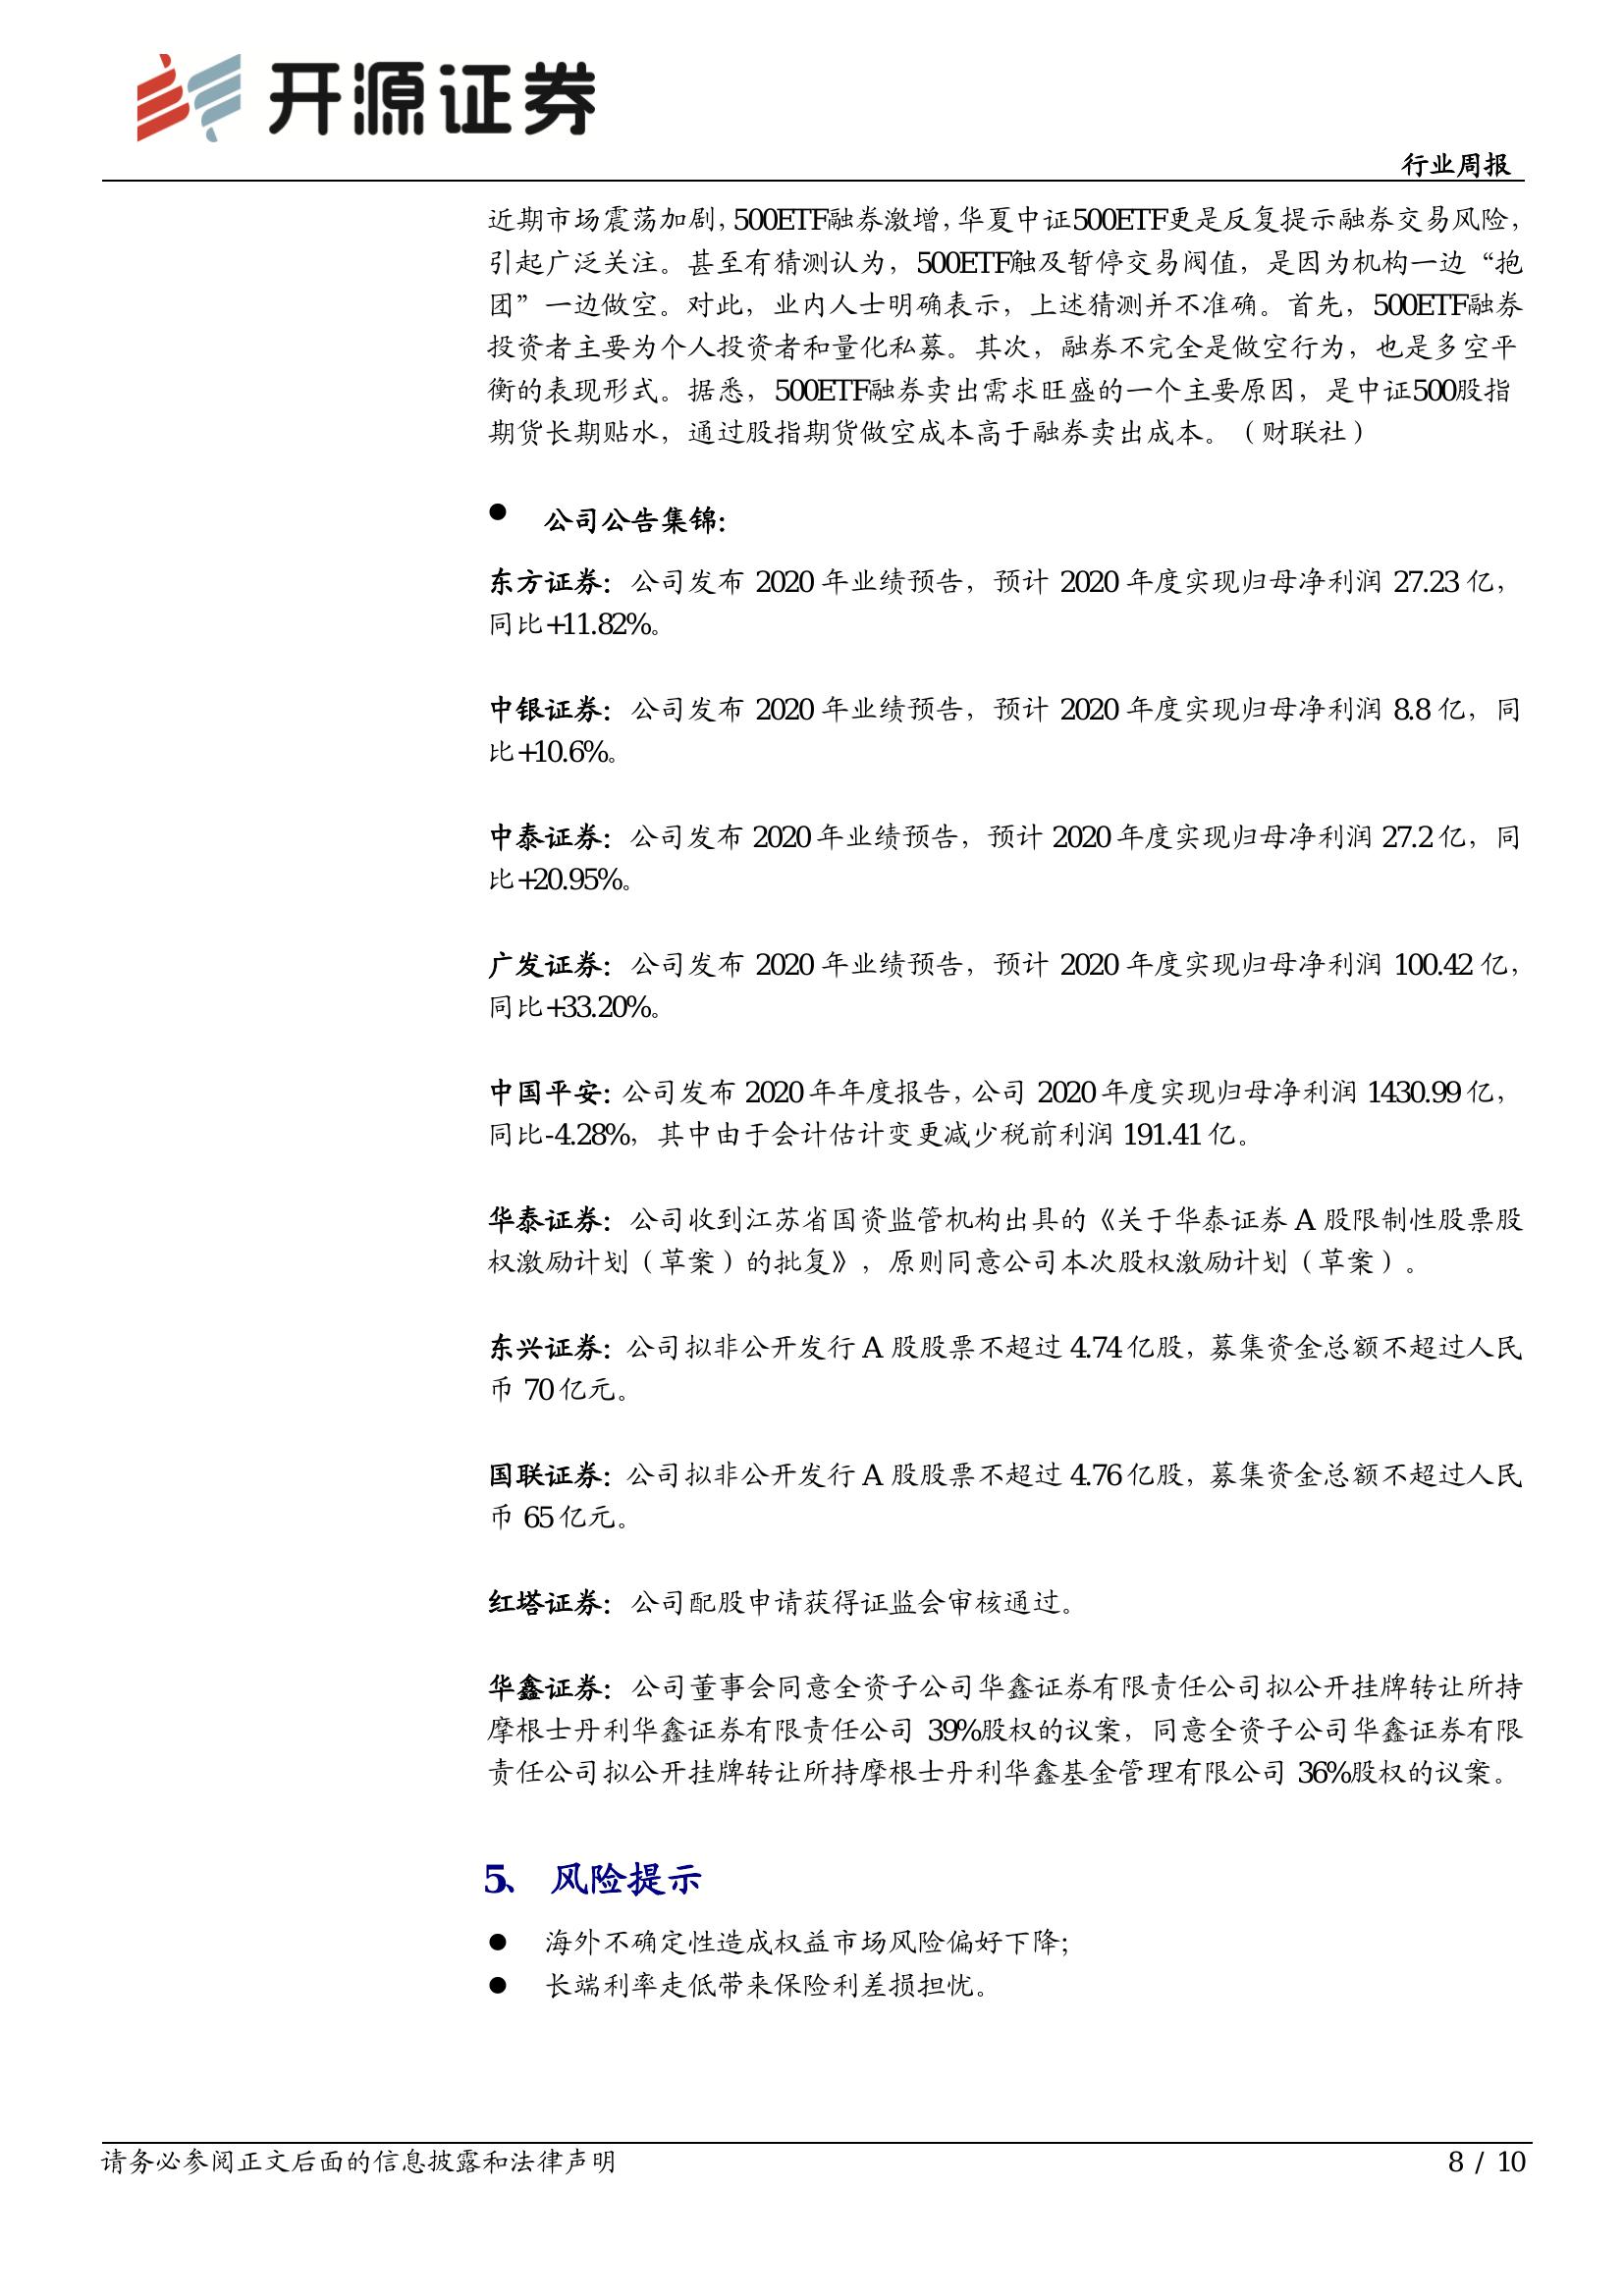 开源证券
行业周报
近期市场震荡加剧，500ETF融券激增，华夏中证500ETF更是反复提示融券交易风险，
引起广泛关注。甚至有猜测认为，500ETF触及暂停交易阀值，是因为机构一边“抱
团”一边做空。对此，业内人士明确表示，上述猜测并不准确。首先，500ETF融券
投资者主要为个人投资者和量化私募。其次，融券不完全是做空行为，也是多空平
衡的表现形式。据悉，500ETF融券卖出需求旺盛的一个主要原因，是中证500股指
期货长期贴水，通过股指期货做空成本高于融券卖出成本。（财联社）
● 公司公告集锦：
东方证券：公司发布 2020 年业绩预告，预计 2020 年度实现归母净利润 27.23 亿，
同比+11.82%。
中银证券：公司发布 2020 年业绩预告，预计 2020 年度实现归母净利润 8.8 亿，同
比+10.6%。
中泰证券：公司发布 2020 年业绩预告，预计 2020 年度实现归母净利润 27.2 亿，同
比+20.95%。
广发证券：公司发布 2020 年业绩预告，预计 2020 年度实现归母净利润 100.42 亿，
同比+33.20%。
中国平安：公司发布 2020 年年度报告，公司 2020 年度实现归母净利润 1430.99 亿，
同比-4.28%，其中由于会计估计变更减少税前利润 191.41 亿。
华泰证券：公司收到江苏省国资监管机构出具的《关于华泰证券 A 股限制性股票股
权激励计划（草案）的批复》，原则同意公司本次股权激励计划（草案）。
东兴证券：公司拟非公开发行 A 股股票不超过 4.74 亿股，募集资金总额不超过人民
币 70 亿元。
国联证券：公司拟非公开发行 A 股股票不超过 4.76 亿股，募集资金总额不超过人民
币 65 亿元。
红塔证券：公司配股申请获得证监会审核通过。
华鑫证券：公司董事会同意全资子公司华鑫证券有限责任公司拟公开挂牌转让所持
摩根士丹利华鑫证券有限责任公司 39%股权的议案，同意全资子公司华鑫证券有限
责任公司拟公开挂牌转让所持摩根士丹利华鑫基金管理有限公司 36%股权的议案。
5、 风险提示
● 海外不确定性造成权益市场风险偏好下降；
● 长端利率走低带来保险利差损担忧。
请务必参阅正文后面的信息披露和法律声明
8 / 10